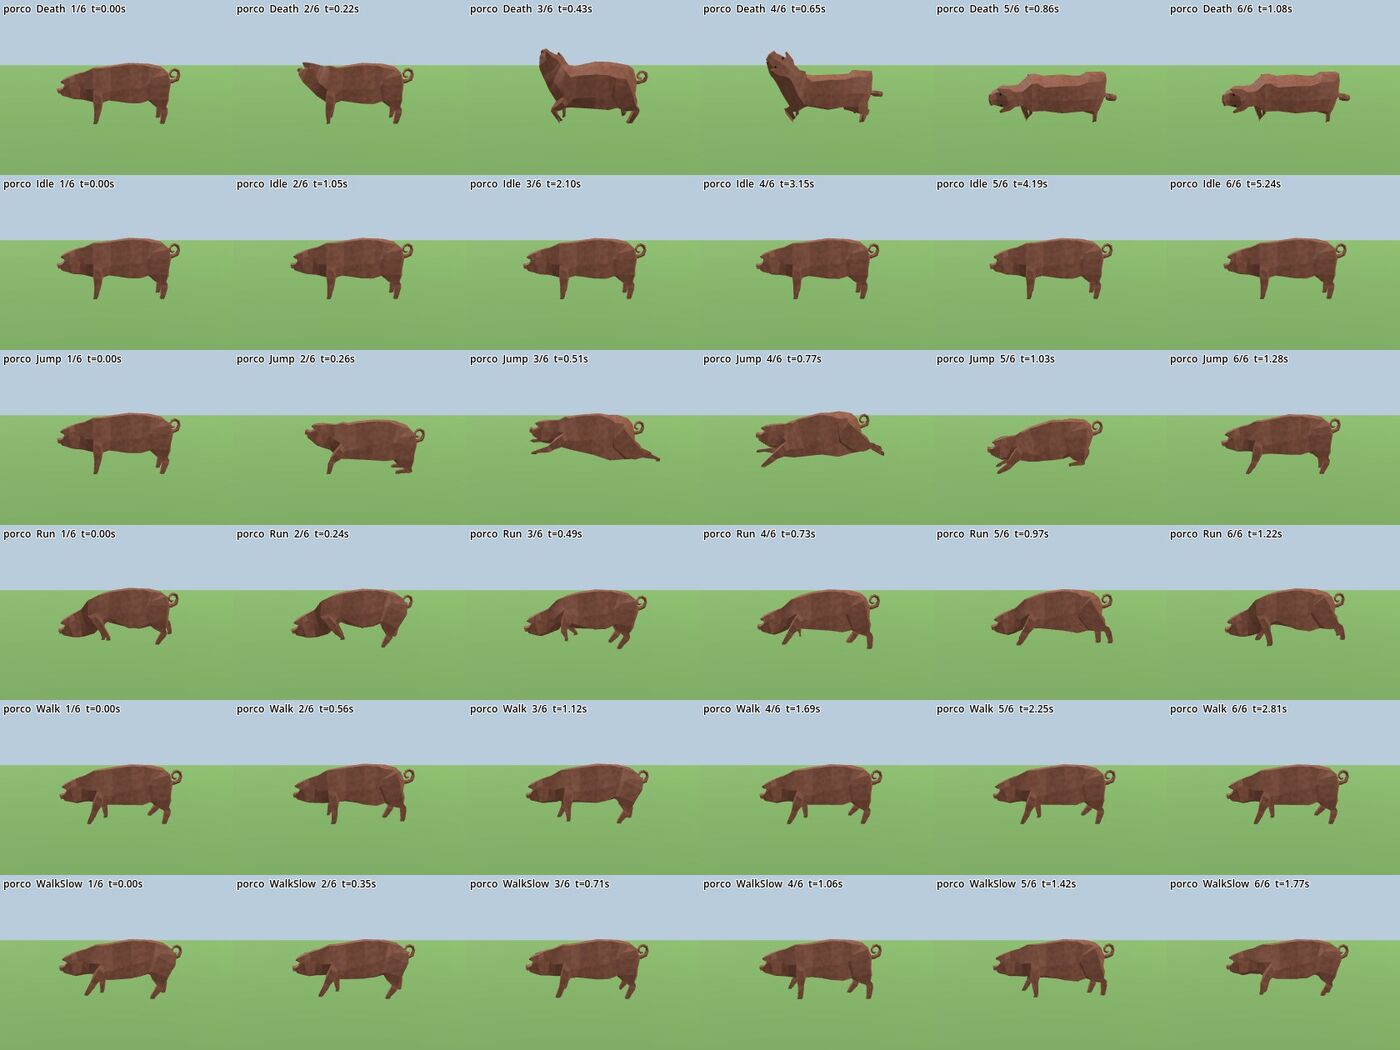 porco Death 1/6 t=0.00s
porco Death 2/6 t=0.22s
porco Death 3/6 t=0.43s
porco Death 4/6 t=0.65s
porco Death 5/6 t=0.86s
porco Death 6/6 t=1.08s
porco Idle 1/6 t=0.00s
porco Idle 2/6 t=1.05s
porco Idle 3/6 t=2.10s
porco Idle 4/6 t=3.15s
porco Idle 5/6 t=4.19s
porco Idle 6/6 t=5.24s
porco Jump 1/6 t=0.00s
porco Jump 2/6 t=0.26s
porco Jump 3/6 t=0.51s
porco Jump 4/6 t=0.77s
porco Jump 5/6 t=1.03s
porco Jump 6/6 t=1.28s
porco Run 1/6 t=0.00s
porco Run 2/6 t=0.24s
porco Run 3/6 t=0.49s
porco Run 4/6 t=0.73s
porco Run 5/6 t=0.97s
porco Run 6/6 t=1.22s
porco Walk 1/6 t=0.00s
porco Walk 2/6 t=0.56s
porco Walk 3/6 t=1.12s
porco Walk 4/6 t=1.69s
porco Walk 5/6 t=2.25s
porco Walk 6/6 t=2.81s
porco WalkSlow 1/6 t=0.00s
porco WalkSlow 2/6 t=0.35s
porco WalkSlow 3/6 t=0.71s
porco WalkSlow 4/6 t=1.06s
porco WalkSlow 5/6 t=1.42s
porco WalkSlow 6/6 t=1.77s